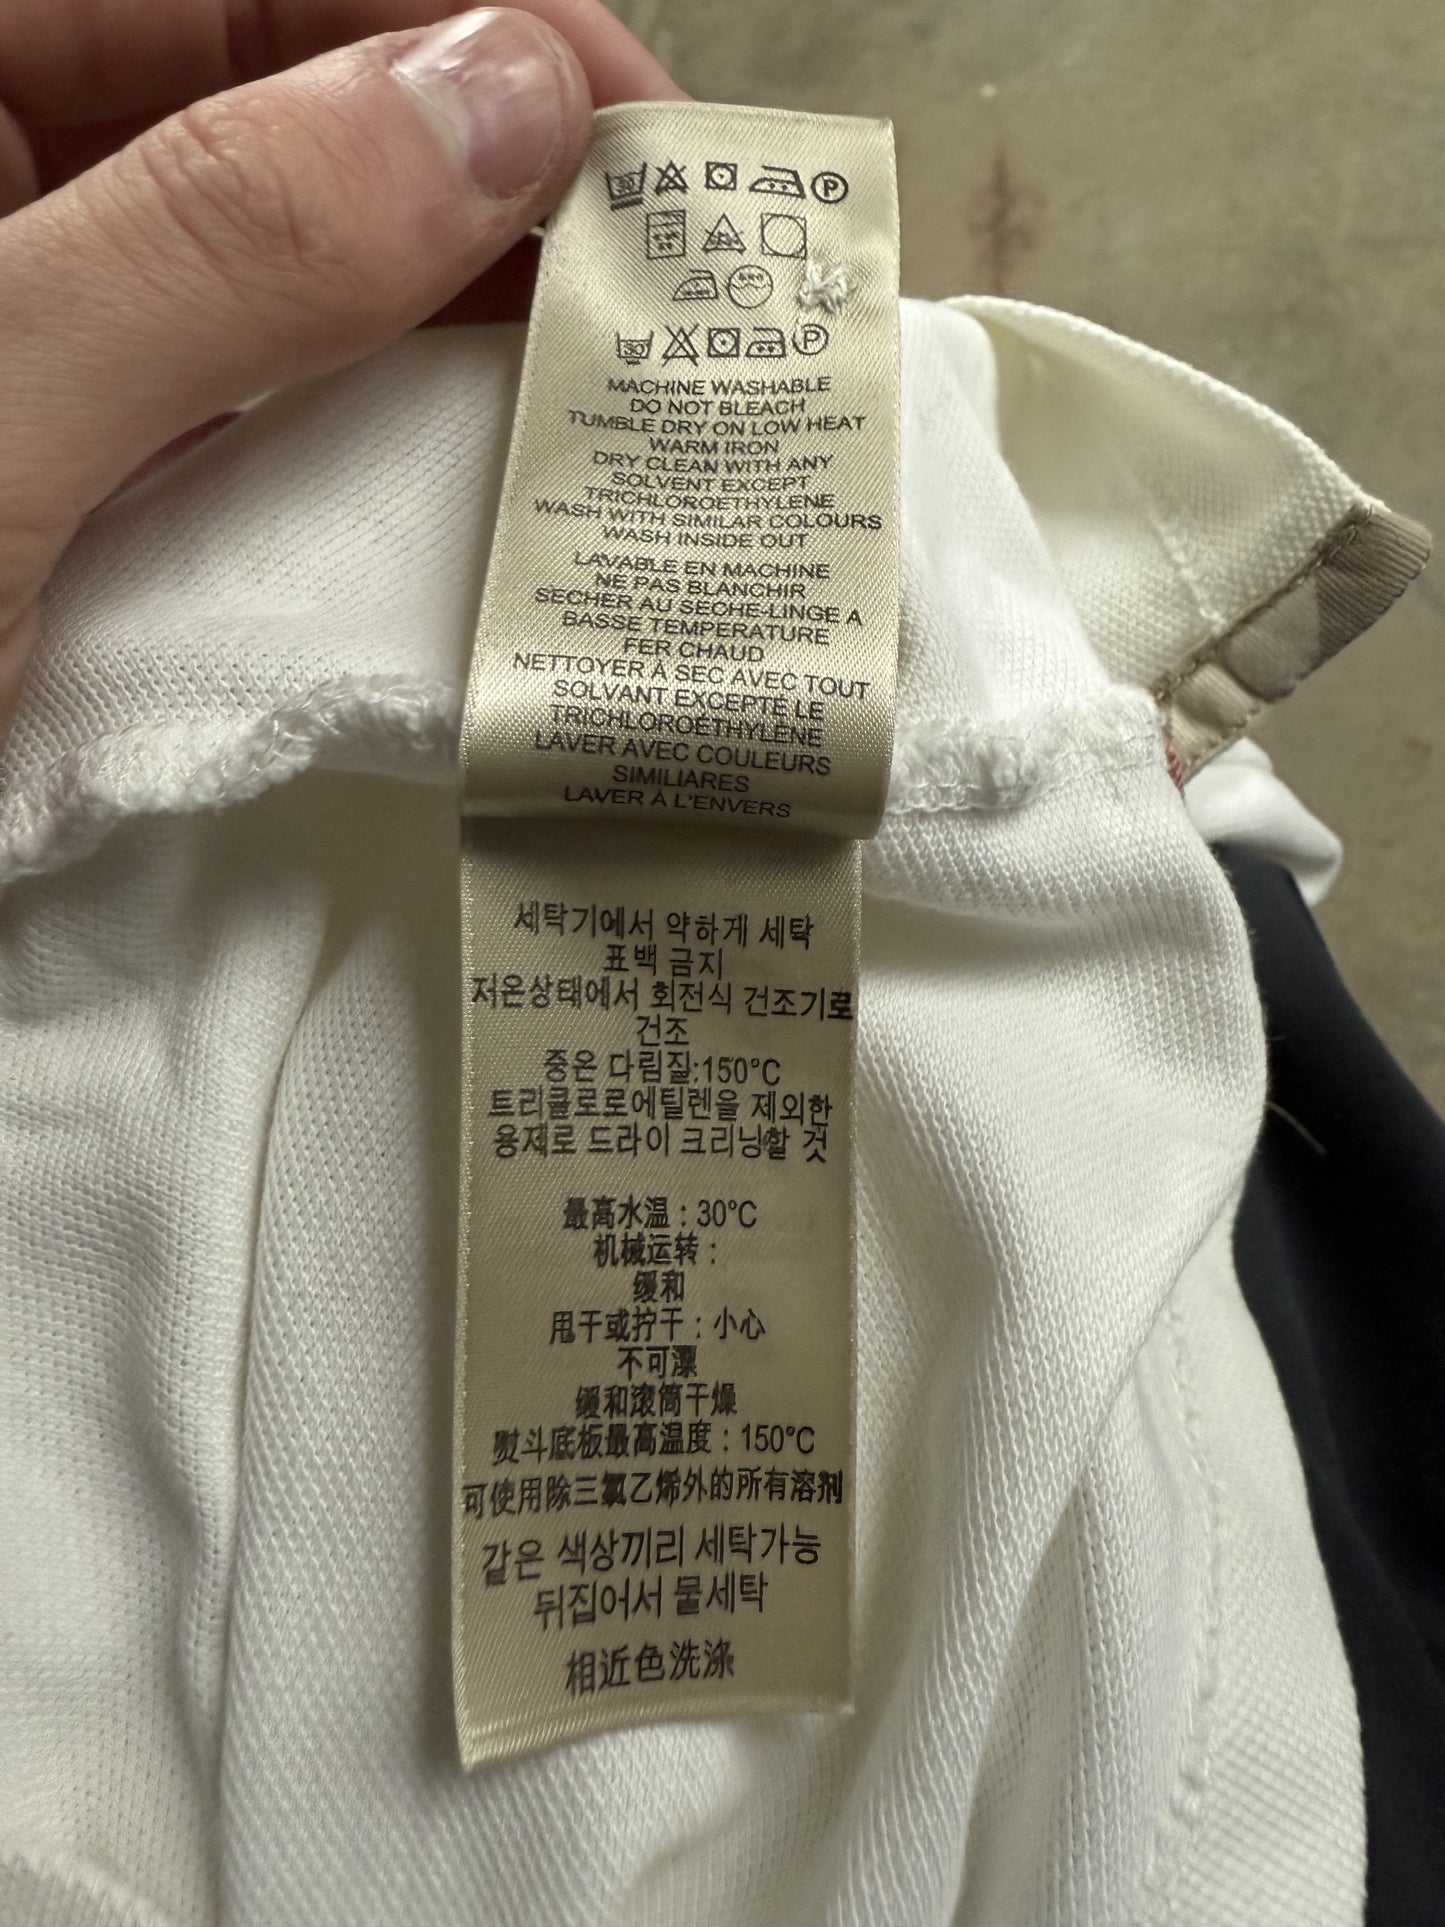 30 P
P
30 P
MACHINE WASHABLE
DO NOT BLEACH
TUMBLE DRY ON LOW HEAT
WARM IRON
DRY CLEAN WITH ANY
SOLVENT EXCEPT
TRICHLOROETHYLENE
WASH WITH SIMILAR COLOURS
WASH INSIDE OUT
LAVABLE EN MACHINE
NE PAS BLANCHIR
SECHER AU SECHE-LINGE A
BASSE TEMPERATURE
FER CHAUD
NETTOYER À SEC AVEC TOUT
SOLVANT EXCEPTÉ LE
TRICHLOROÉTHYLÈNE
LAVER AVEC COULEURS
SIMILIARES
LAVER À L'ENVERS
세탁기에서 약하게 세탁
표백 금지
저온상태에서 회전식 건조기로
건조
중온 다림질:150°C
트리클로로에틸렌을 제외한
용제로 드라이 크리닝할 것
最高水温：30°C
机械运转：
缓和
甩干或拧干：小心
不可漂
缓和滚筒干燥
熨斗底板最高温度：150°C
可使用除三氯乙烯外的所有溶剂
같은 색상끼리 세탁가능
뒤집어서 물세탁
相近色洗涤